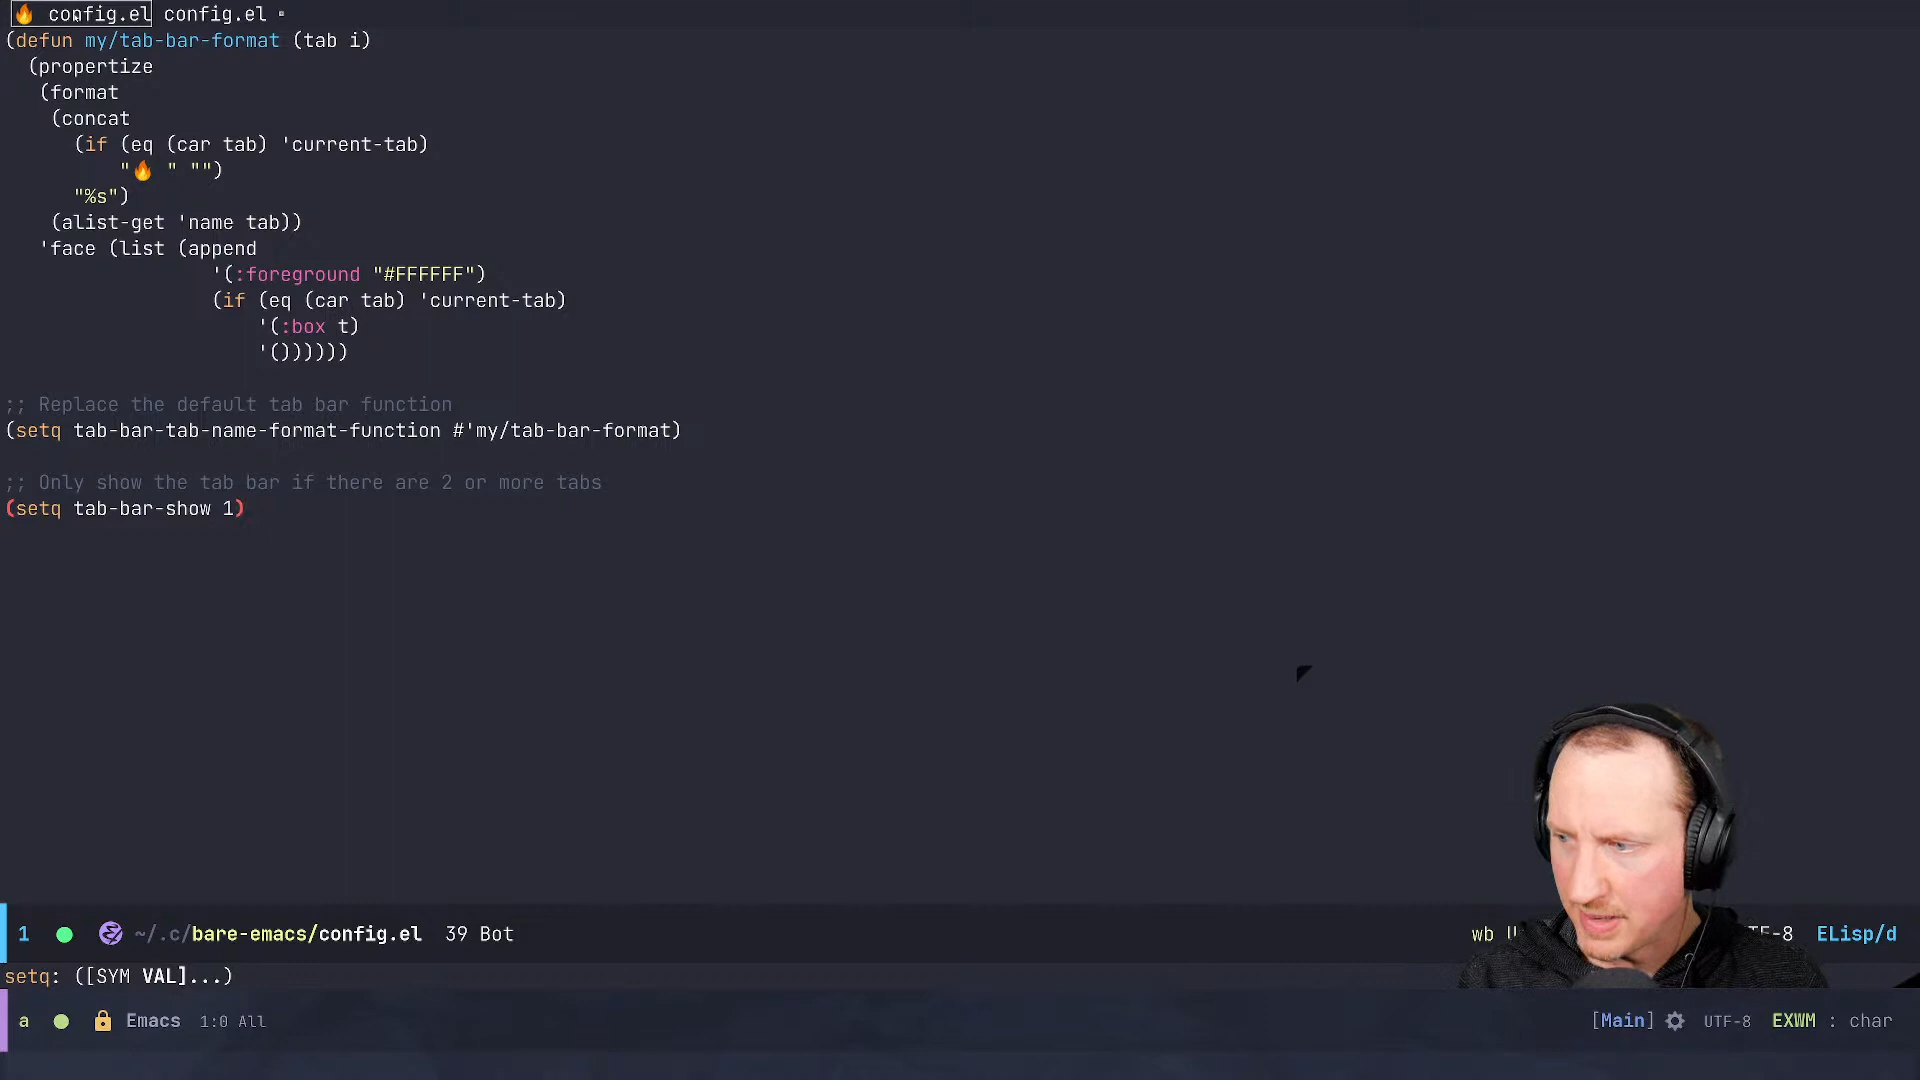 🔥 config.el config.el
(defun my/tab-bar-format (tab i)
(propertize
(format
(concat
(if (eq (car tab) 'current-tab)
"🔥 " "")
"%s")
(alist-get 'name tab))
'face (list (append
'(:foreground "#FFFFFF")
(if (eq (car tab) 'current-tab)
'(:box t)
'())))))
;; Replace the default tab bar function
(setq tab-bar-tab-name-format-function #'my/tab-bar-format)
;; Only show the tab bar if there are 2 or more tabs
(setq tab-bar-show 1)
1 ~/.c/bare-emacs/config.el 39 Bot wb ELisp/d
setq: ([SYM VAL]...)
a Emacs 1:0 All [Main] UTF-8 EXWM : char